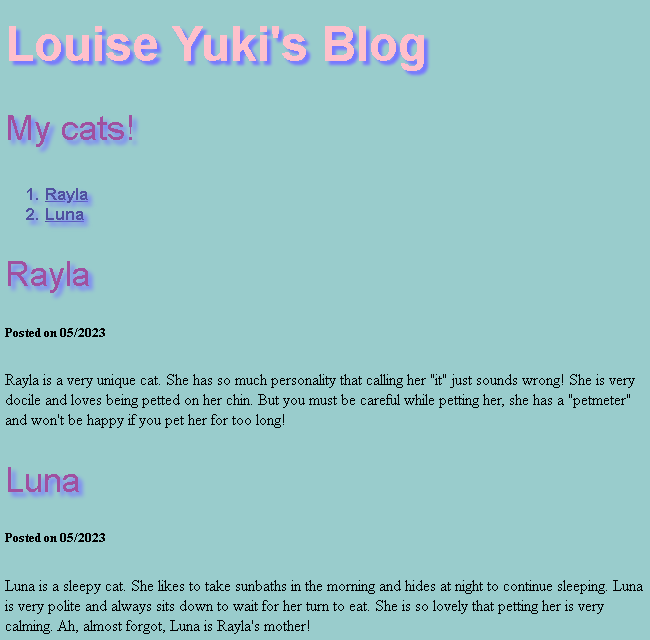 Louise Yuki's Blog
My cats!
1. Rayla
2. Luna
Rayla
Posted on 05/2023
Rayla is a very unique cat. She has so much personality that calling her "it" just sounds wrong! She is very
docile and loves being petted on her chin. But you must be careful while petting her, she has a "petmeter"
and won't be happy if you pet her for too long!
Luna
Posted on 05/2023
Luna is a sleepy cat. She likes to take sunbaths in the morning and hides at night to continue sleeping. Luna
is very polite and always sits down to wait for her turn to eat. She is so lovely that petting her is very
calming. Ah, almost forgot, Luna is Rayla's mother!